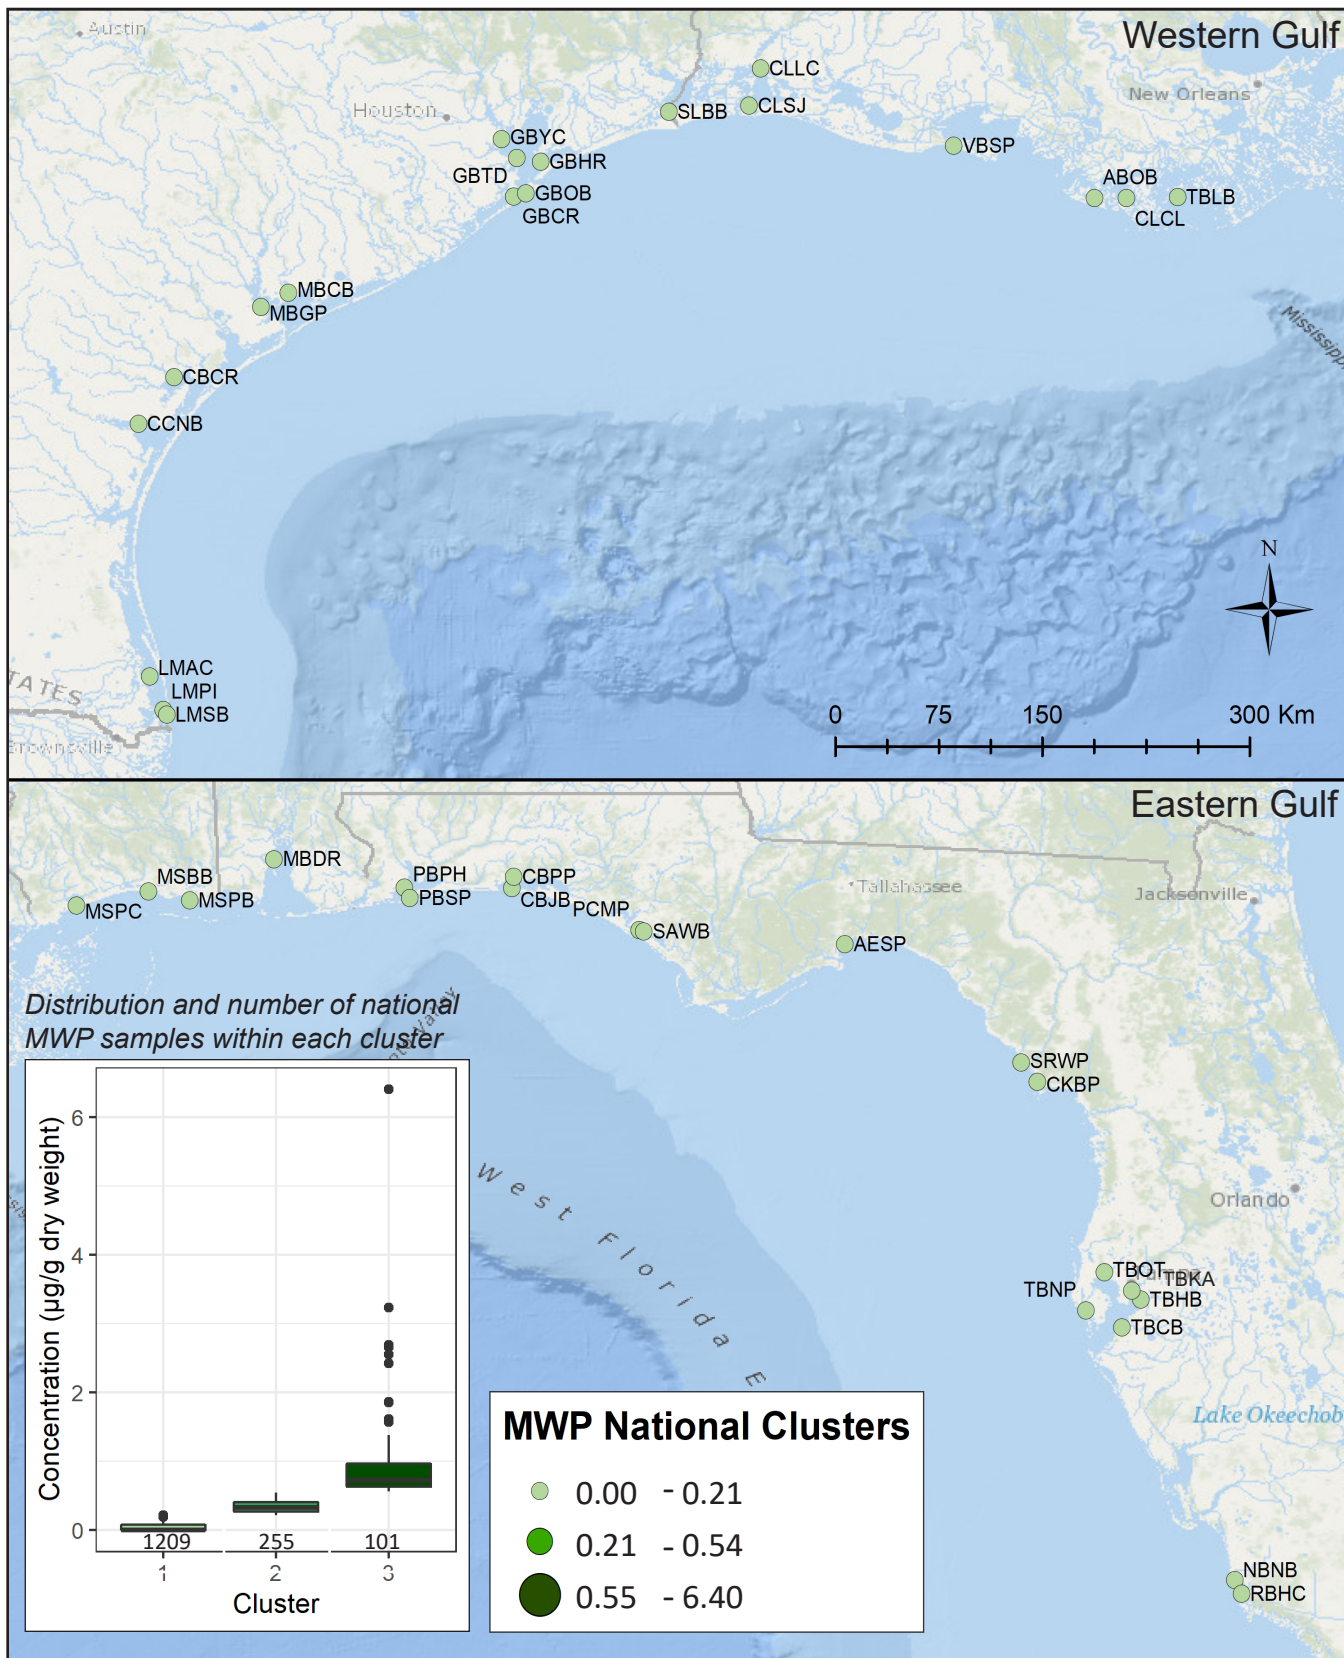 Western Gulf
Austin
CLLC
New Orleans
Houston
SLBB
CLSJ
GBYC
VBSP
GBHR
GBTD
ABOB
GBOB
TBLB
GBCR
CLCL
MBCB
MBGP
Mississipp
CBCR
CCNB
N
LMAC
TATES
LMPI
LMSB
0 75 150 300 Km
Brownsville
Eastern Gulf
MBDR
MSBB
PBPH
CBPP
Tallahassee
MSPB
PBSP
CBJB
Jacksonville
MSPC
PCMP
SAWB
AESP
Distribution and number of national
MWP samples within each cluster
SRWP
CKBP
6
Concentration (µg/g dry weight)
West Florida E
Orlando
4
TBOT
TBKA
TBNP
TBHB
TBCB
2
MWP National Clusters
Lake Okeechob
0.00 - 0.21
0
1209 255 101
0.21 - 0.54
1 2 3
NBNB
0.55 - 6.40
RBHC
Cluster